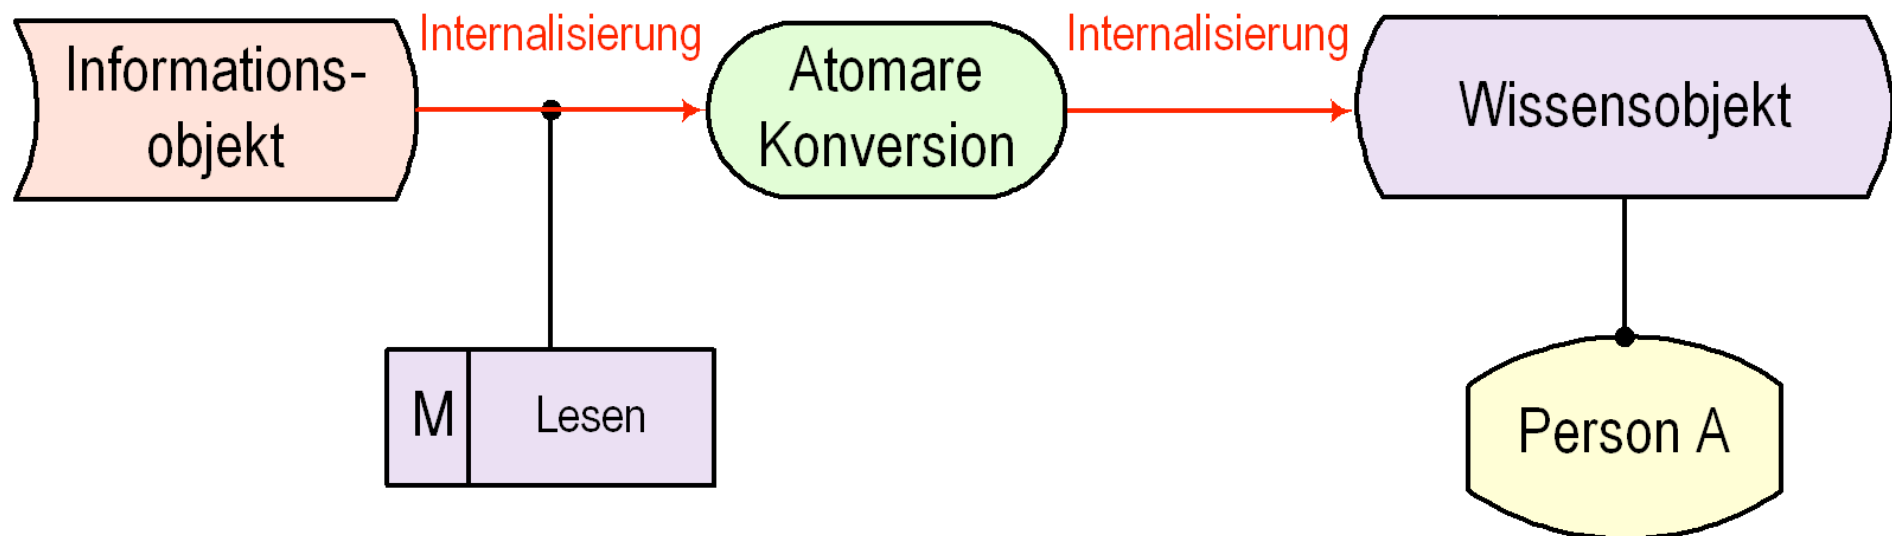 Informations-
objekt
Internalisierung
Atomare
Konversion
Internalisierung
Wissensobjekt
M
Lesen
Person A